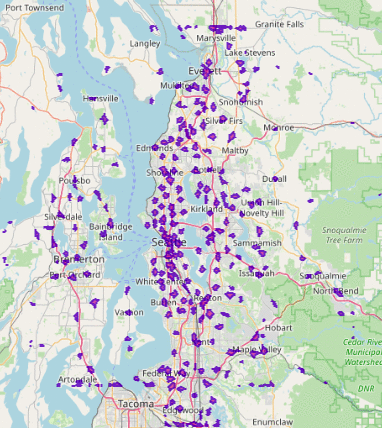 Port Townsend
Granite Falls
Marysville
Langley
Lake Stevens
Everett
Hansville
Snohomish
Silver Firs
Monroe
Edmonds
Maltby
Shoreline
Bothell
Duvall
Poulsbo
Kirkland
Union Hill-
Novelty Hill
Silverdale
Bainbridge
Island
Seattle
Sammamish
Snoqualmie
Tree Farm
Bremerton
Port Orchard
White Center
Issaquah
Snoqualmie
North Bend
Vashon
Burien
Renton
Hobart
Kent
Maple Valley
Cedar River
Municipal
Watershed
Artondale
Federal Way
DNR
Tacoma
Edgewood
Enumclaw